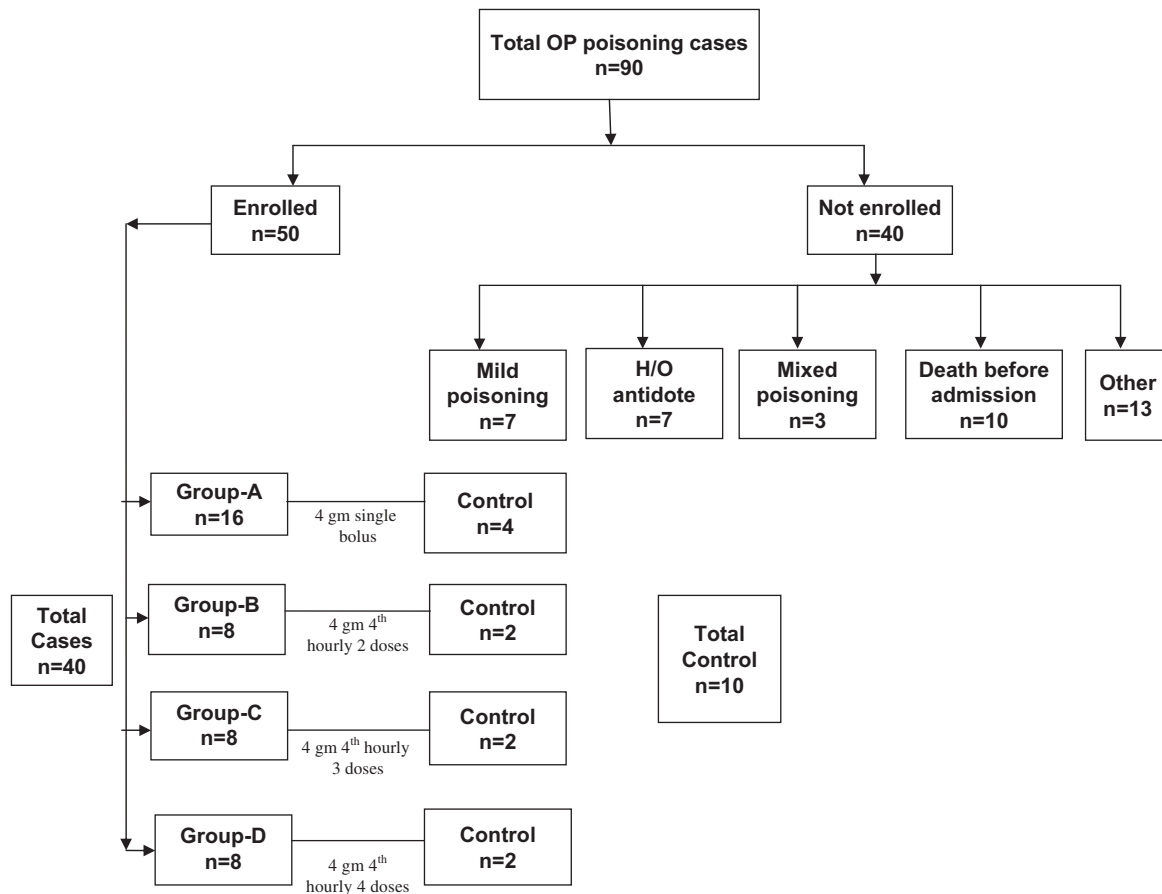 Total OP poisoning cases
n=90
Enrolled
n=50
Not enrolled
n=40
Mild
poisoning
n=7
H/O
antidote
n=7
Mixed
poisoning
n=3
Death before
admission
n=10
Other
n=13
Group-A
n=16
4 gm single
bolus
Control
n=4
Total
Cases
n=40
Group-B
n=8
4 gm 4th
hourly 2 doses
Control
n=2
Total
Control
n=10
Group-C
n=8
4 gm 4th hourly
3 doses
Control
n=2
Group-D
n=8
4 gm 4th
hourly 4 doses
Control
n=2